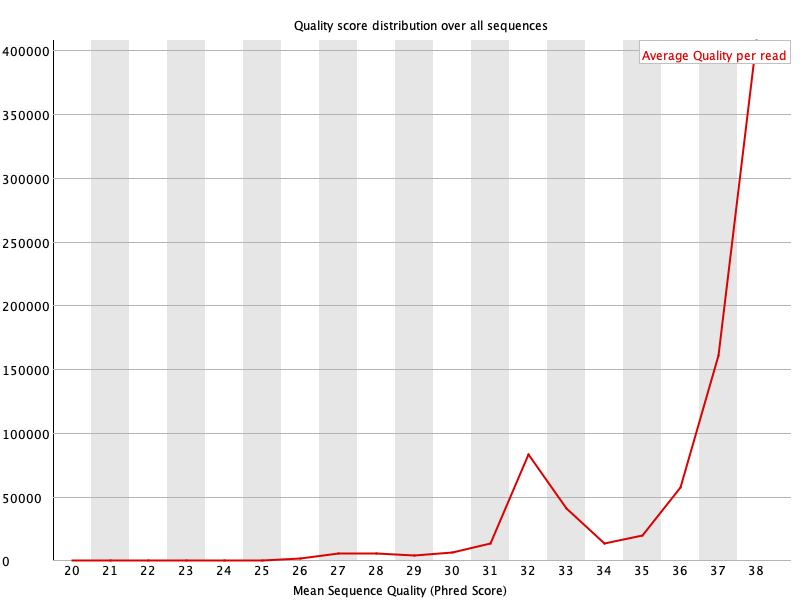 Quality score distribution over all sequences
Average Quality per read
400000
350000
300000
250000
200000
150000
100000
50000
0
20 21 22 23 24 25 26 27 28 29 30 31 32 33 34 35 36 37 38
Mean Sequence Quality (Phred Score)